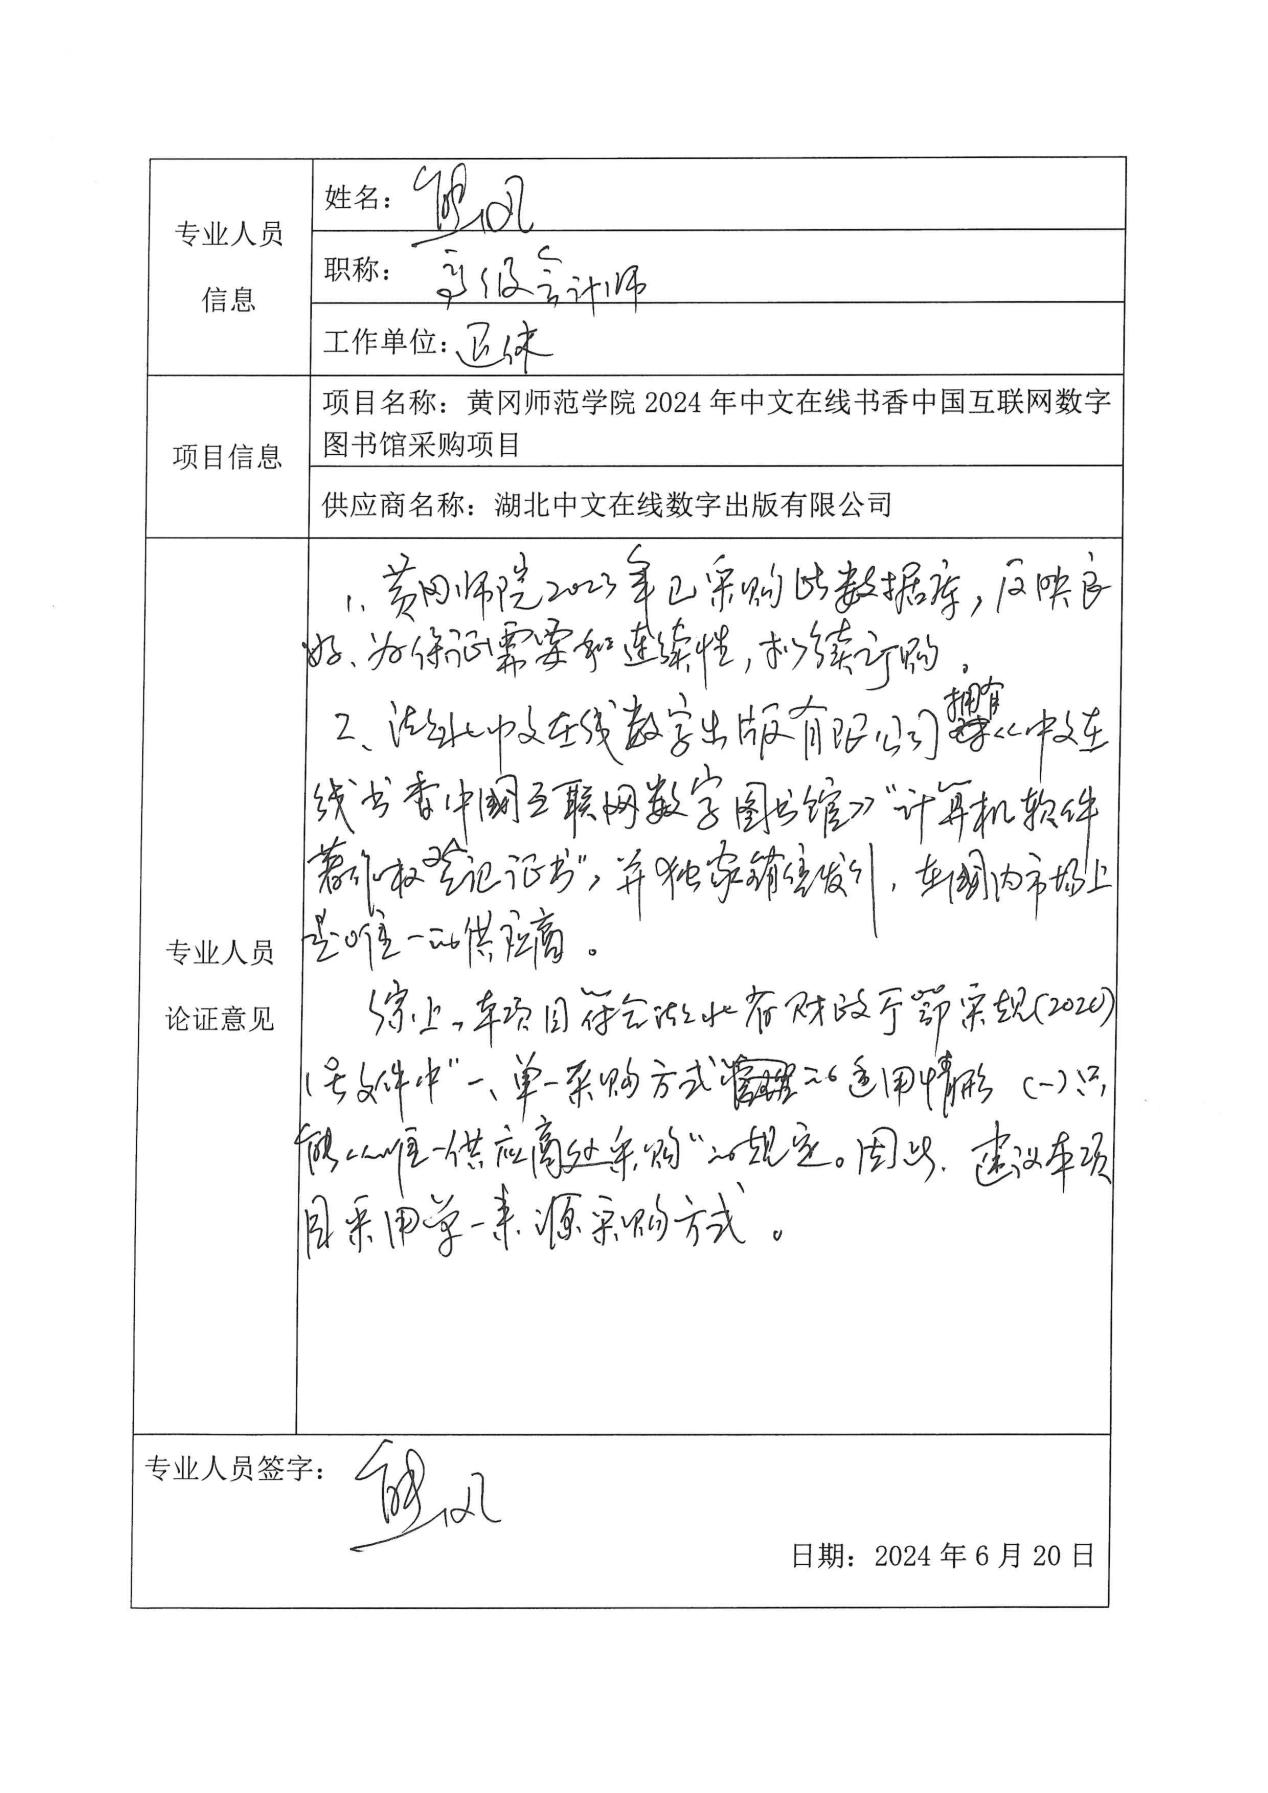 专业人员
信息
姓名：熊风
职称：高级会计师
工作单位：退休
项目信息
项目名称：黄冈师范学院 2024 年中文在线书香中国互联网数字
图书馆采购项目
供应商名称：湖北中文在线数字出版有限公司
专业人员
论证意见
1、黄冈师院2023年已采购此数据库，反映良
好、为保证需要和连续性，拟续订购。
2、湖北中文在线数字出版有限公司拥有《中文在
线书香中国互联网数字图书馆》"计算机软件
著作权登记证书"，并独家销售发行，在国内市场上
是唯一的供应商。
综上，本项目符合湖北省财政厅鄂采规(2020)
1号文件中"一、单一采购方式的适用情形（一）只
能从唯一供应商处采购"的规定。因此，建议本项
目采用单一来源采购方式。
专业人员签字：熊风
日期：2024 年 6 月 20 日